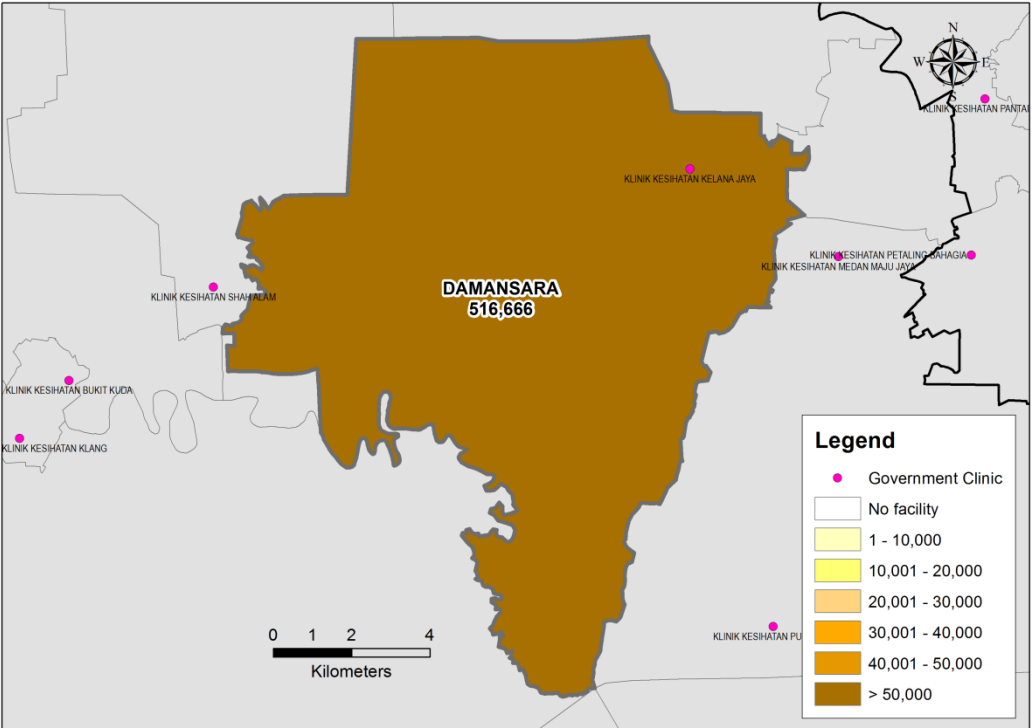 N
W
E
S
KLINIK KESIHATAN PANTAI
KLINIK KESIHATAN KELANA JAYA
KLINIK KESIHATAN PETALING BAHAGIA
KLINIK KESIHATAN MEDAN MAJU JAYA
DAMANSARA
516,666
KLINIK KESIHATAN SHAH ALAM
KLINIK KESIHATAN BUKIT KUDA
KLINIK KESIHATAN KLANG
KLINIK KESIHATAN PU
0 1 2 4
Kilometers
Legend
Government Clinic
No facility
1 - 10,000
10,001 - 20,000
20,001 - 30,000
30,001 - 40,000
40,001 - 50,000
> 50,000